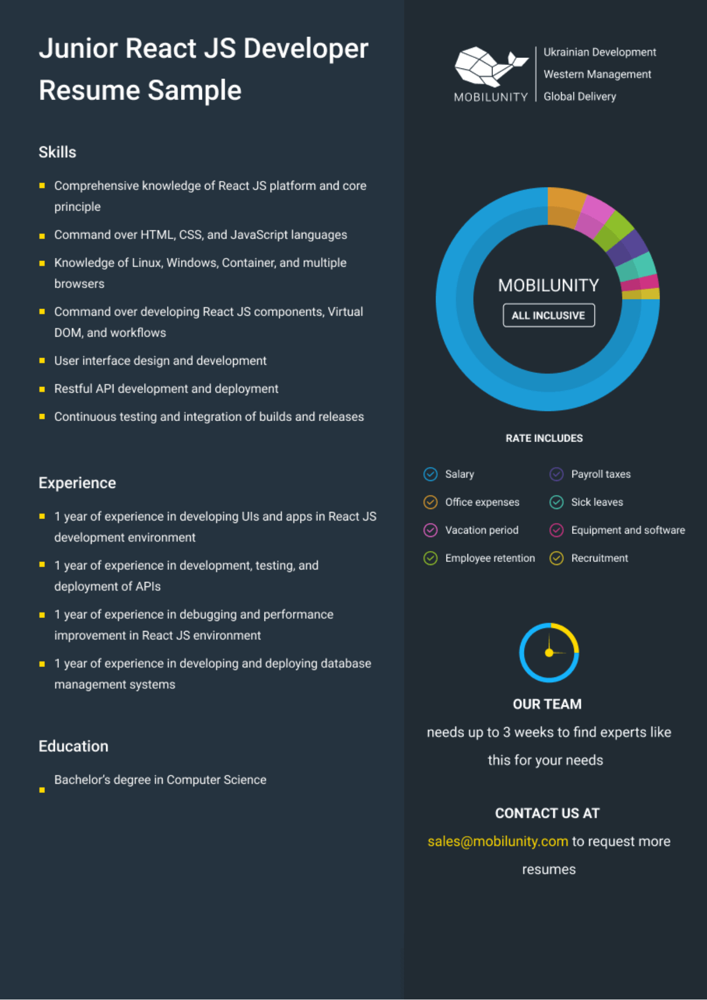 Junior React JS Developer
Resume Sample
Skills
Comprehensive knowledge of React JS platform and core
principle
Command over HTML, CSS, and JavaScript languages
Knowledge of Linux, Windows, Container, and multiple
browsers
Command over developing React JS components, Virtual
DOM, and workflows
User interface design and development
Restful API development and deployment
Continuous testing and integration of builds and releases
Experience
1 year of experience in developing UIs and apps in React JS
development environment
1 year of experience in development, testing, and
deployment of APIs
1 year of experience in debugging and performance
improvement in React JS environment
1 year of experience in developing and deploying database
management systems
Education
Bachelor’s degree in Computer Science
MOBILUNITY
Ukrainian Development
Western Management
Global Delivery
MOBILUNITY
ALL INCLUSIVE
RATE INCLUDES
Salary
Office expenses
Vacation period
Employee retention
Payroll taxes
Sick leaves
Equipment and software
Recruitment
OUR TEAM
needs up to 3 weeks to find experts like
this for your needs
CONTACT US AT
sales@mobilunity.com to request more
resumes